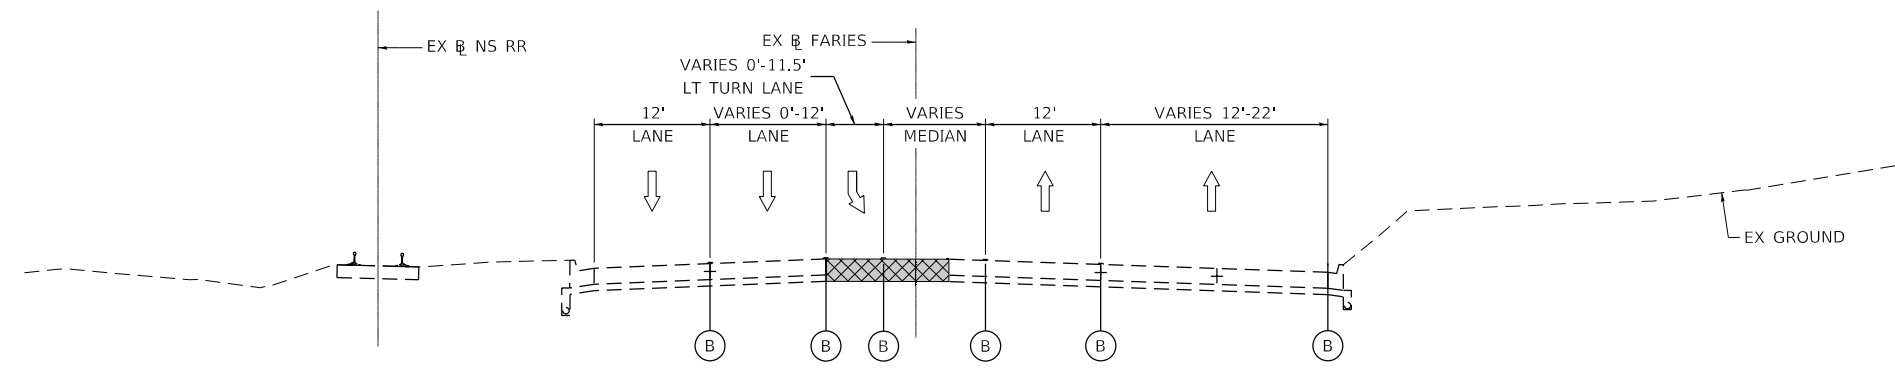 EX ⅊ NS RR
EX ⅊ FARIES
VARIES 0'-11.5'
LT TURN LANE
12'
LANE
VARIES 0'-12'
LANE
VARIES
MEDIAN
12'
LANE
VARIES 12'-22'
LANE
EX GROUND
B
B
B
B
B
B